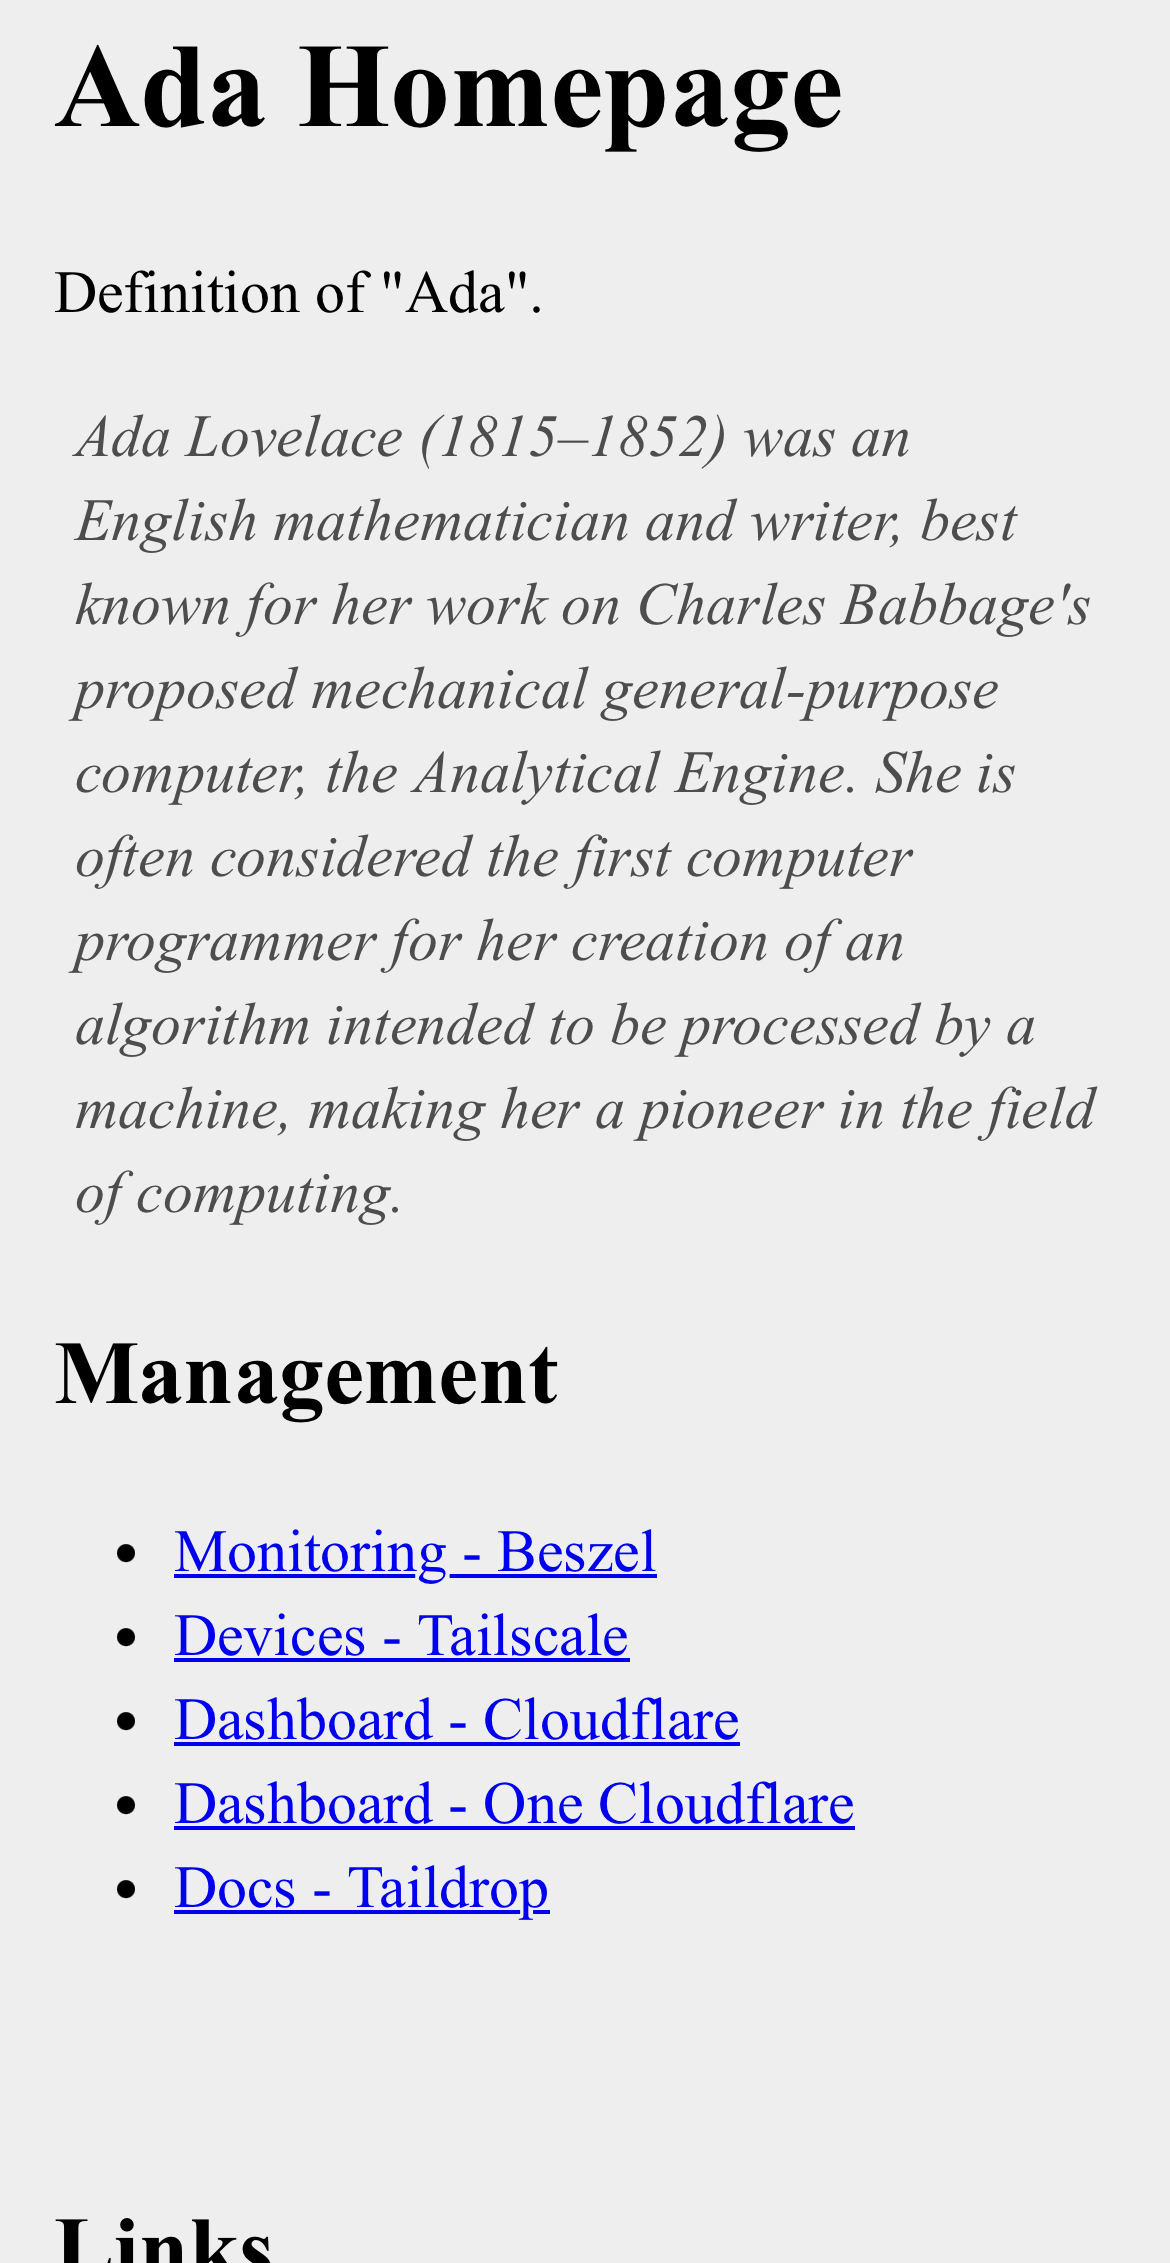 Ada Homepage
Definition of "Ada".
Ada Lovelace (1815–1852) was an
English mathematician and writer, best
known for her work on Charles Babbage's
proposed mechanical general-purpose
computer, the Analytical Engine. She is
often considered the first computer
programmer for her creation of an
algorithm intended to be processed by a
machine, making her a pioneer in the field
of computing.
Management
Monitoring - Beszel
Devices - Tailscale
Dashboard - Cloudflare
Dashboard - One Cloudflare
Docs - Taildrop
Links